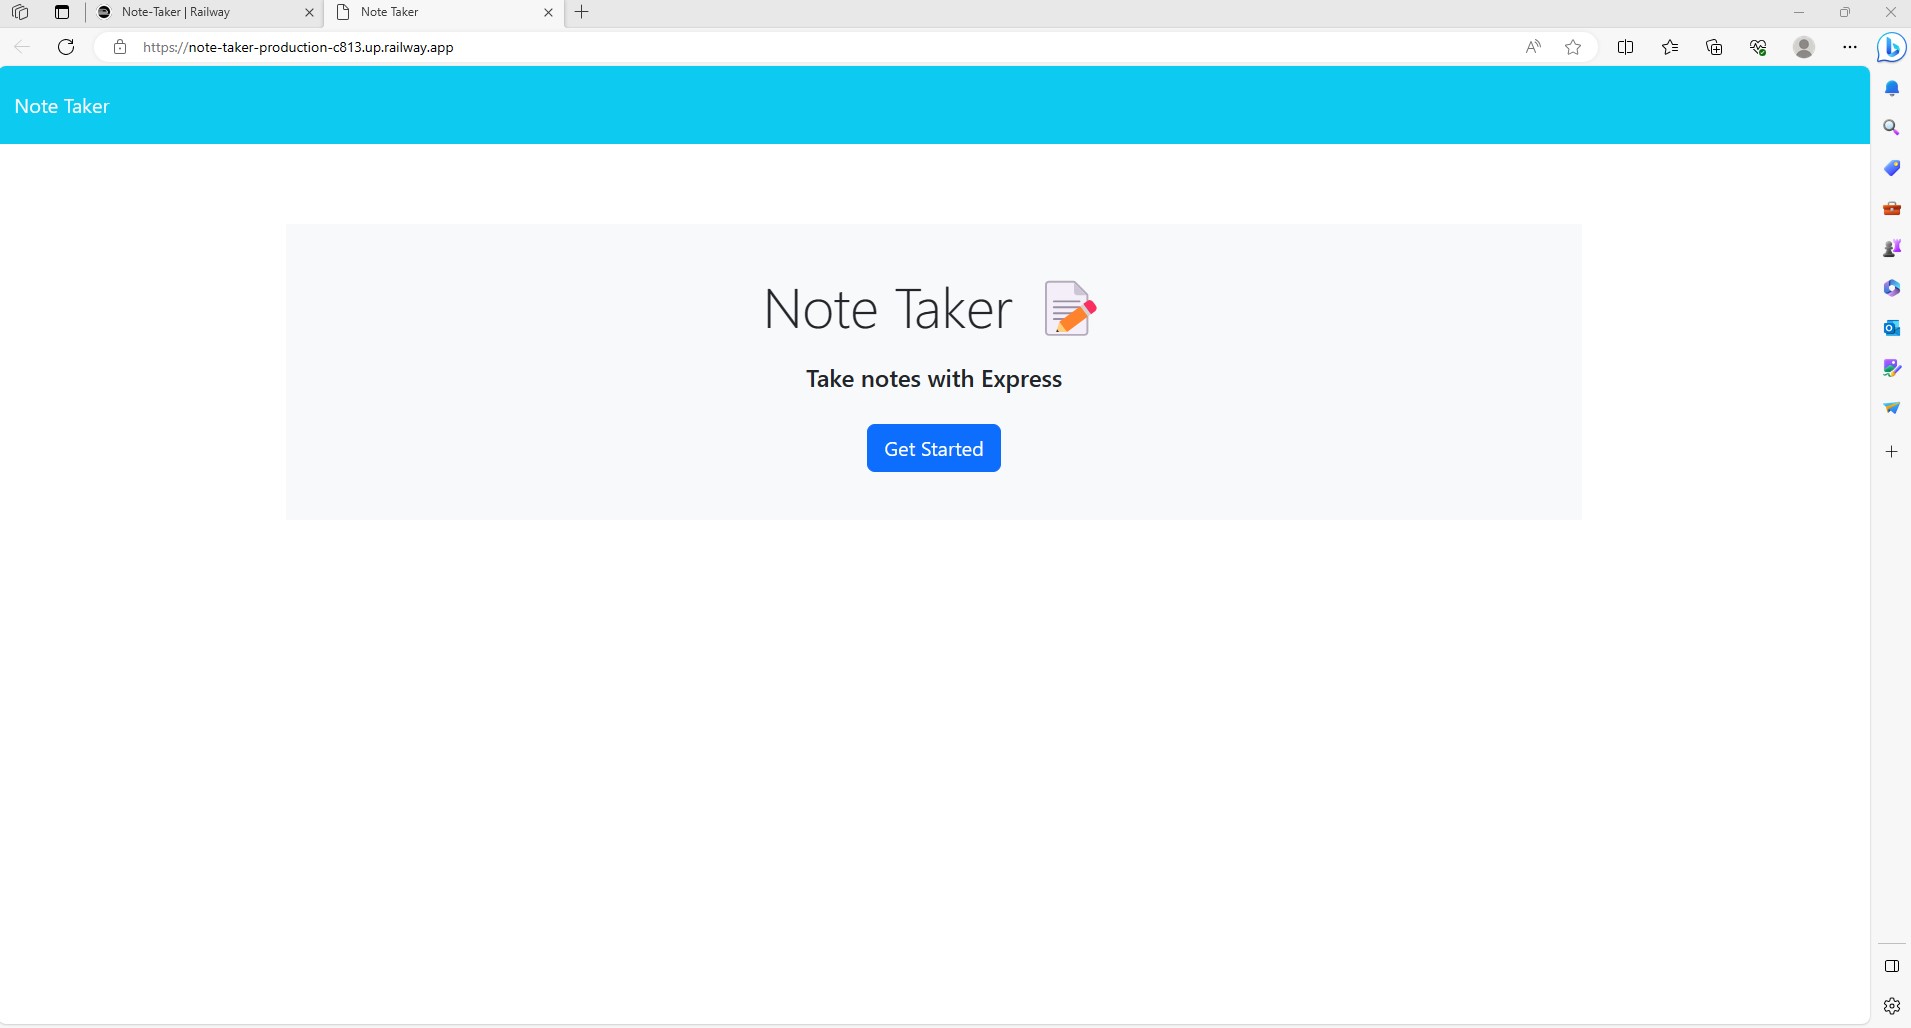 Note-Taker | Railway
Note Taker
https://note-taker-production-c813.up.railway.app
Note Taker
Note Taker
Take notes with Express
Get Started